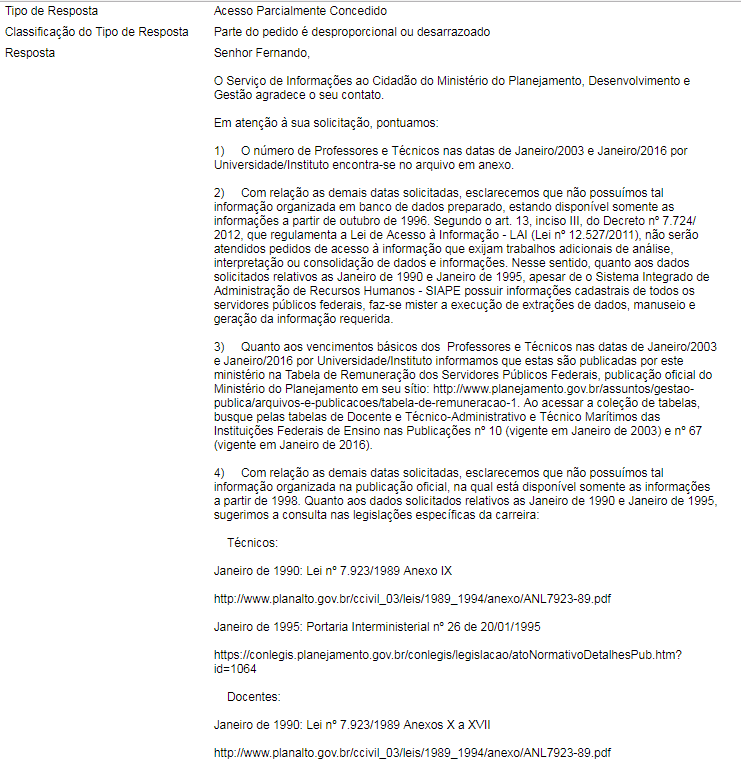 Tipo de Resposta Acesso Parcialmente Concedido
Classificação do Tipo de Resposta Parte do pedido é desproporcional ou desarrazoado
Resposta Senhor Fernando,
O Serviço de Informações ao Cidadão do Ministério do Planejamento, Desenvolvimento e
Gestão agradece o seu contato.
Em atenção à sua solicitação, pontuamos:
1) O número de Professores e Técnicos nas datas de Janeiro/2003 e Janeiro/2016 por
Universidade/Instituto encontra-se no arquivo em anexo.
2) Com relação as demais datas solicitadas, esclarecemos que não possuímos tal
informação organizada em banco de dados preparado, estando disponível somente as
informações a partir de outubro de 1996. Segundo o art. 13, inciso III, do Decreto nº 7.724/
2012, que regulamenta a Lei de Acesso à Informação - LAI (Lei nº 12.527/2011), não serão
atendidos pedidos de acesso à informação que exijam trabalhos adicionais de análise,
interpretação ou consolidação de dados e informações. Nesse sentido, quanto aos dados
solicitados relativos as Janeiro de 1990 e Janeiro de 1995, apesar de o Sistema Integrado de
Administração de Recursos Humanos - SIAPE possuir informações cadastrais de todos os
servidores públicos federais, faz-se mister a execução de extrações de dados, manuseio e
geração da informação requerida.
3) Quanto aos vencimentos básicos dos Professores e Técnicos nas datas de Janeiro/2003
e Janeiro/2016 por Universidade/Instituto informamos que estas são publicadas por este
ministério na Tabela de Remuneração dos Servidores Públicos Federais, publicação oficial do
Ministério do Planejamento em seu sítio: http://www.planejamento.gov.br/assuntos/gestao-
publica/arquivos-e-publicacoes/tabela-de-remuneracao-1. Ao acessar a coleção de tabelas,
busque pelas tabelas de Docente e Técnico-Administrativo e Técnico Marítimos das
Instituições Federais de Ensino nas Publicações nº 10 (vigente em Janeiro de 2003) e nº 67
(vigente em Janeiro de 2016).
4) Com relação as demais datas solicitadas, esclarecemos que não possuímos tal
informação organizada na publicação oficial, na qual está disponível somente as informações
a partir de 1998. Quanto aos dados solicitados relativos as Janeiro de 1990 e Janeiro de 1995,
sugerimos a consulta nas legislações específicas da carreira:
Técnicos:
Janeiro de 1990: Lei nº 7.923/1989 Anexo IX
http://www.planalto.gov.br/ccivil_03/leis/1989_1994/anexo/ANL7923-89.pdf
Janeiro de 1995: Portaria Interministerial nº 26 de 20/01/1995
https://conlegis.planejamento.gov.br/conlegis/legislacao/atoNormativoDetalhesPub.htm?
id=1064
Docentes:
Janeiro de 1990: Lei nº 7.923/1989 Anexos X a XVII
http://www.planalto.gov.br/ccivil_03/leis/1989_1994/anexo/ANL7923-89.pdf